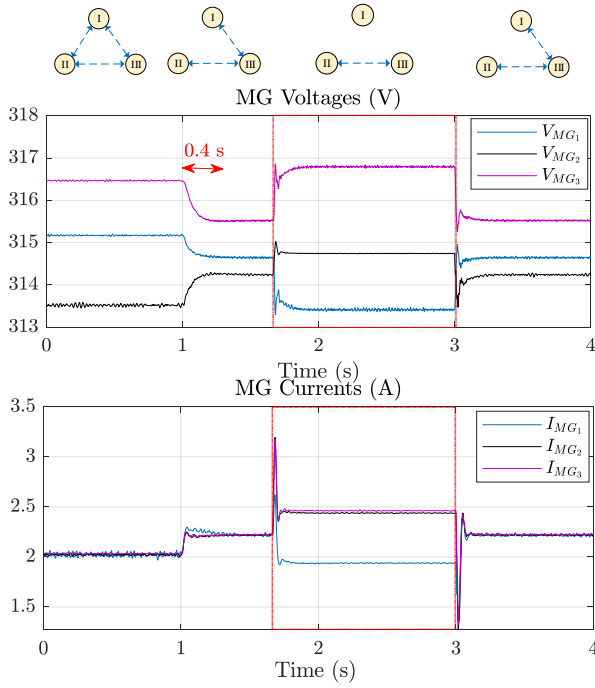 I
I
I
I
II
III
II
III
II
III
II
III
MG Voltages (V)
318
317
316
315
314
313
0.4 s
V_{MG_1}
V_{MG_2}
V_{MG_3}
0
1
2
3
4
Time (s)
MG Currents (A)
3.5
3
2.5
2
1.5
I_{MG_1}
I_{MG_2}
I_{MG_3}
0
1
2
3
4
Time (s)